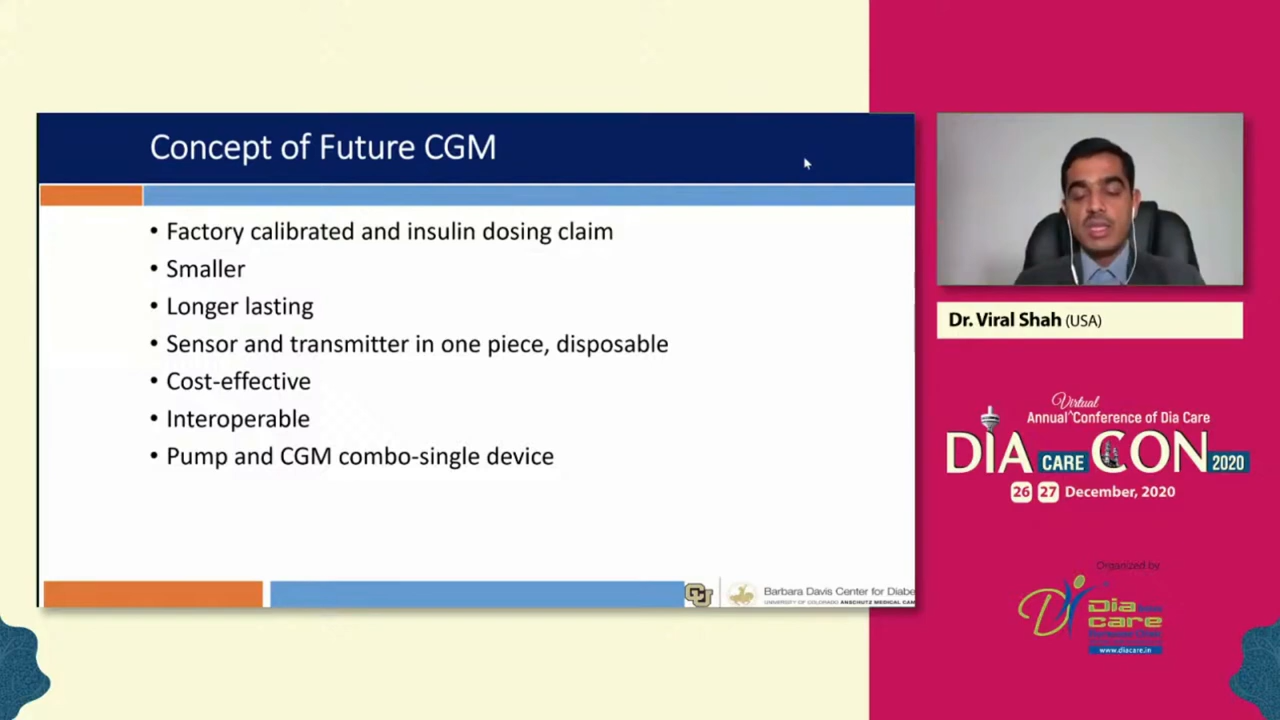 Concept of Future CGM
• Factory calibrated and insulin dosing claim
• Smaller
• Longer lasting
• Sensor and transmitter in one piece, disposable
• Cost-effective
• Interoperable
• Pump and CGM combo-single device
CU
Barbara Davis Center for Diabe
UNIVERSITY OF COLORADO ANSCHUTZ MEDICAL CAM
Dr. Viral Shah (USA)
Virtual
Annual^Conference of Dia Care
DIA CARE CON 2020
26 27 December, 2020
Organized by
Dia
care
www.diacare.in